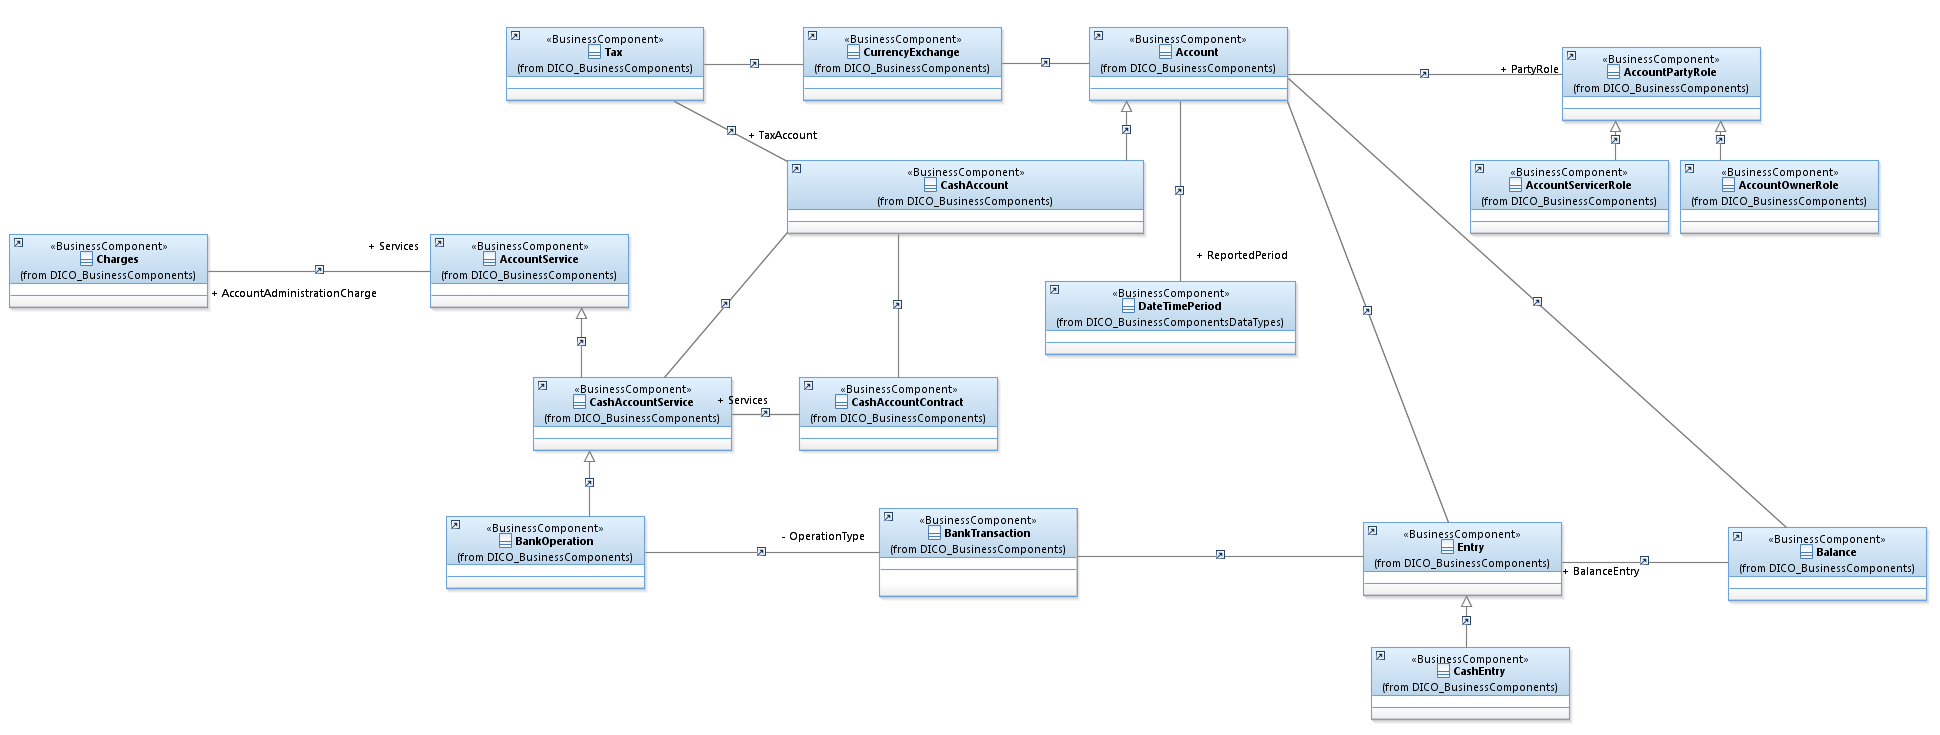 «BusinessComponent»
Tax
(from DICO_BusinessComponents)
«BusinessComponent»
CurrencyExchange
(from DICO_BusinessComponents)
«BusinessComponent»
Account
(from DICO_BusinessComponents)
+ PartyRole
«BusinessComponent»
AccountPartyRole
(from DICO_BusinessComponents)
+ TaxAccount
«BusinessComponent»
CashAccount
(from DICO_BusinessComponents)
«BusinessComponent»
AccountServicerRole
(from DICO_BusinessComponents)
«BusinessComponent»
AccountOwnerRole
(from DICO_BusinessComponents)
«BusinessComponent»
Charges
(from DICO_BusinessComponents)
+ Services
+ AccountAdministrationCharge
«BusinessComponent»
AccountService
(from DICO_BusinessComponents)
+ ReportedPeriod
«BusinessComponent»
DateTimePeriod
(from DICO_BusinessComponentsDataTypes)
«BusinessComponent»
CashAccountService
(from DICO_BusinessComponents)
+ Services
«BusinessComponent»
CashAccountContract
(from DICO_BusinessComponents)
«BusinessComponent»
BankOperation
(from DICO_BusinessComponents)
- OperationType
«BusinessComponent»
BankTransaction
(from DICO_BusinessComponents)
«BusinessComponent»
Entry
(from DICO_BusinessComponents)
+ BalanceEntry
«BusinessComponent»
Balance
(from DICO_BusinessComponents)
«BusinessComponent»
CashEntry
(from DICO_BusinessComponents)